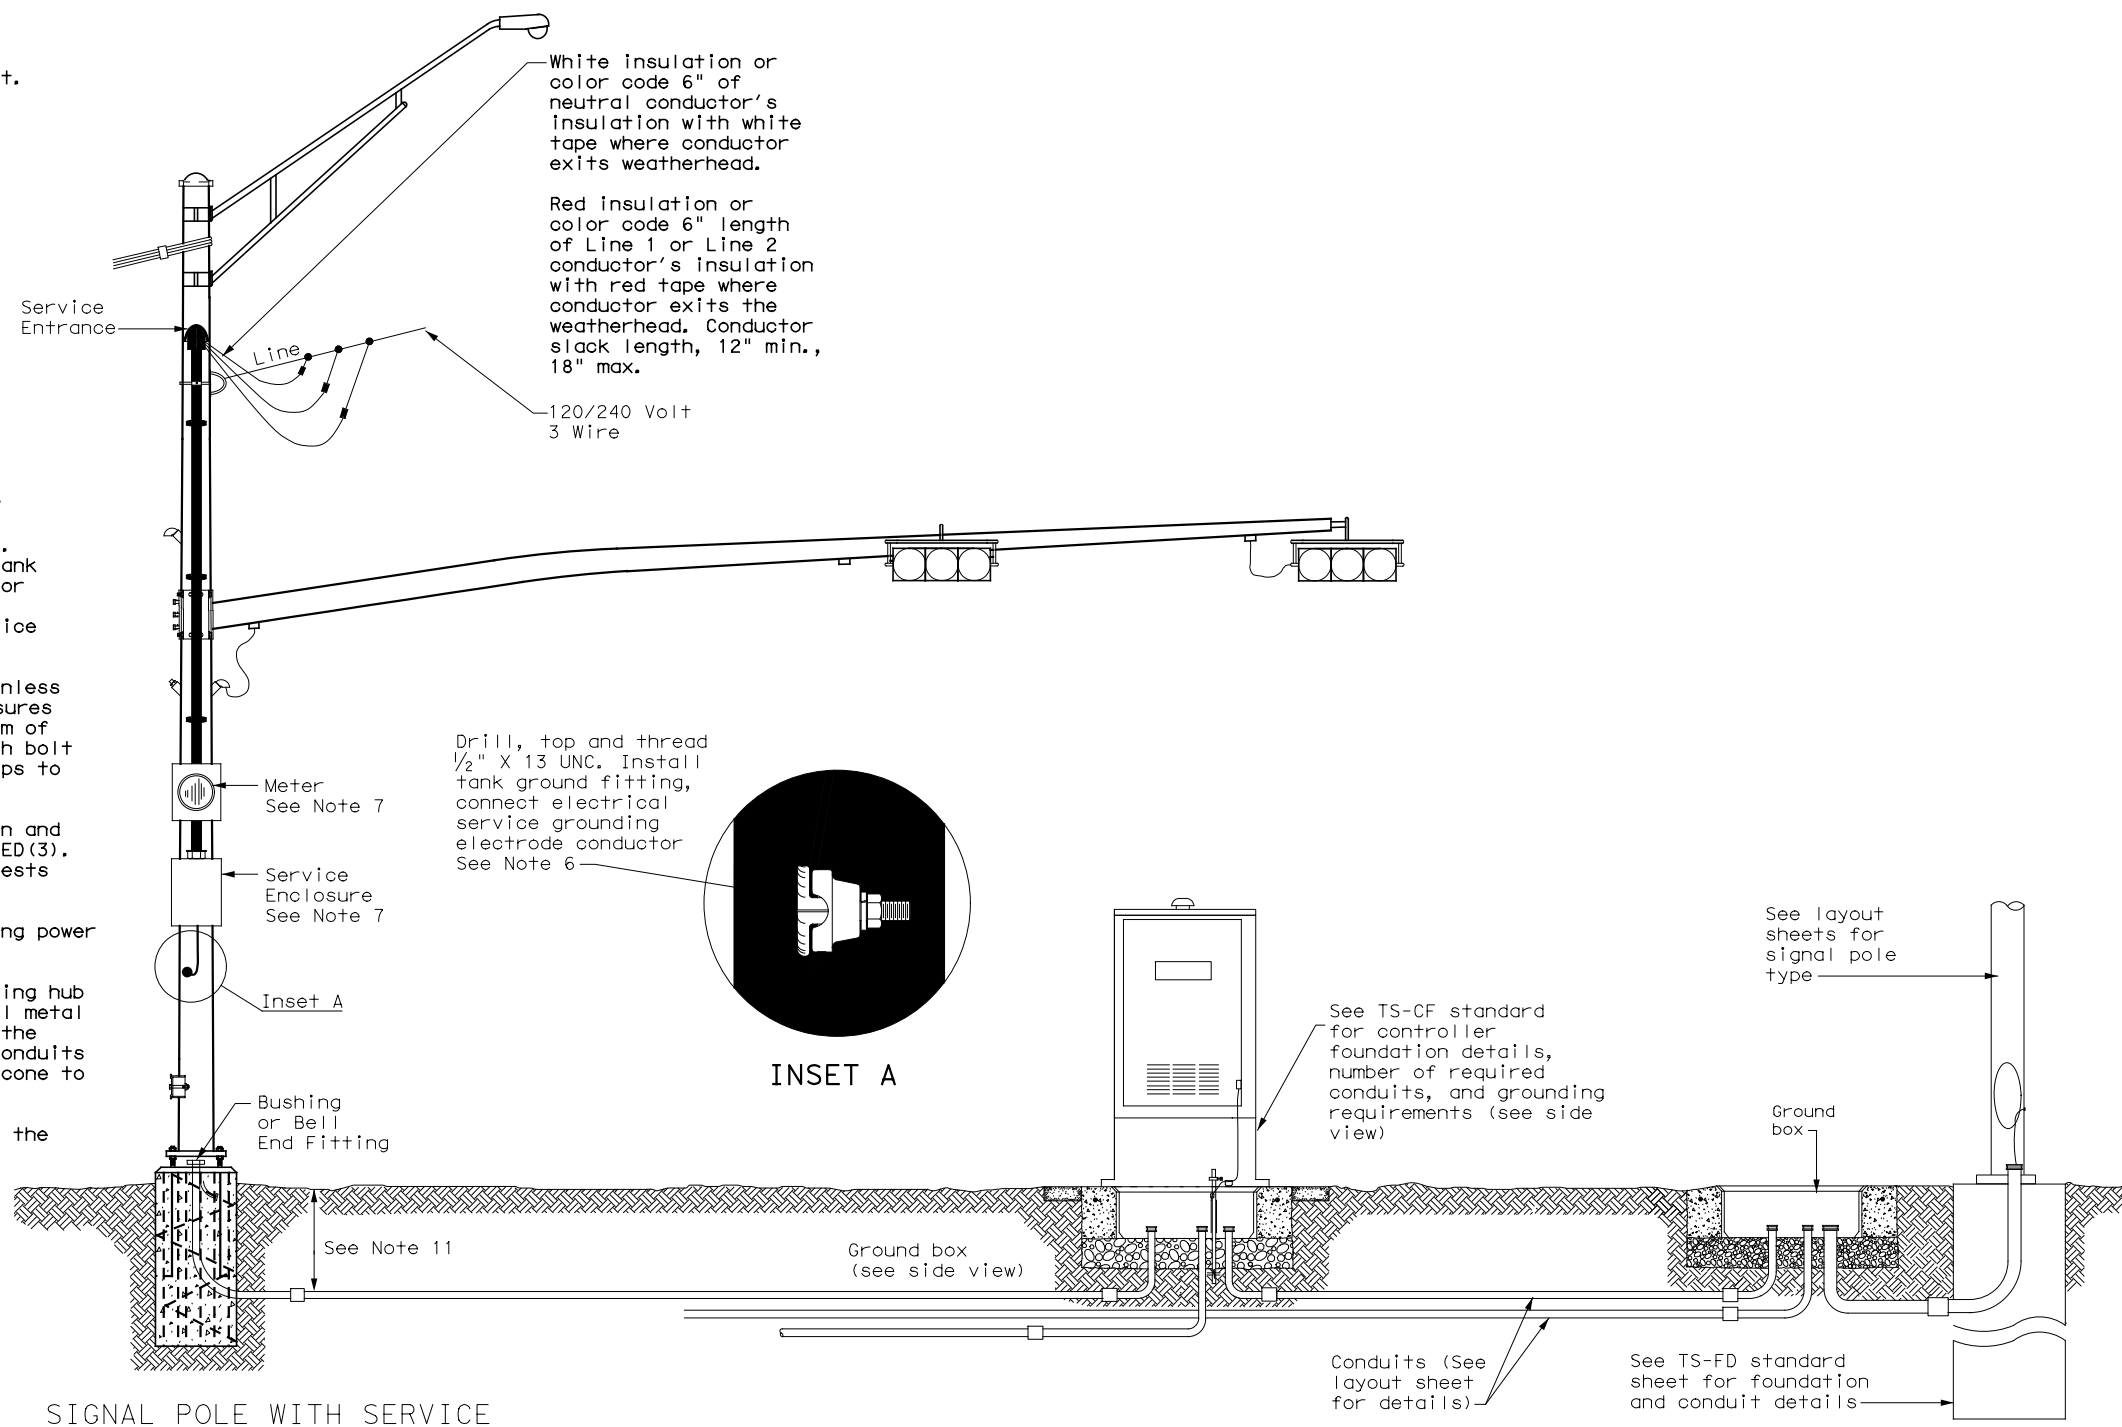 t.
ank
or
ice
nless
sures
m of
h bolt
ps to
n and
ED(3).
ests
ng power
ing hub
l metal
the
onduits
cone to
the
White insulation or
color code 6" of
neutral conductor's
insulation with white
tape where conductor
exits weatherhead.
Red insulation or
color code 6" length
of Line 1 or Line 2
conductor's insulation
with red tape where
conductor exits the
weatherhead. Conductor
slack length, 12" min.,
18" max.
Service
Entrance
Line
120/240 Volt
3 Wire
Drill, top and thread
½" X 13 UNC. Install
tank ground fitting,
connect electrical
service grounding
electrode conductor
See Note 6
Meter
See Note 7
Service
Enclosure
See Note 7
Inset A
INSET A
Bushing
or Bell
End Fitting
See Note 11
Ground box
(see side view)
See TS-CF standard
for controller
foundation details,
number of required
conduits, and grounding
requirements (see side
view)
See layout
sheets for
signal pole
type
Ground
box
Conduits (See
layout sheet
for details)
See TS-FD standard
sheet for foundation
and conduit details
SIGNAL POLE WITH SERVICE